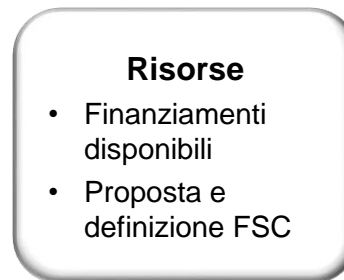 Risorse
• Finanziamenti
disponibili
• Proposta e
definizione FSC